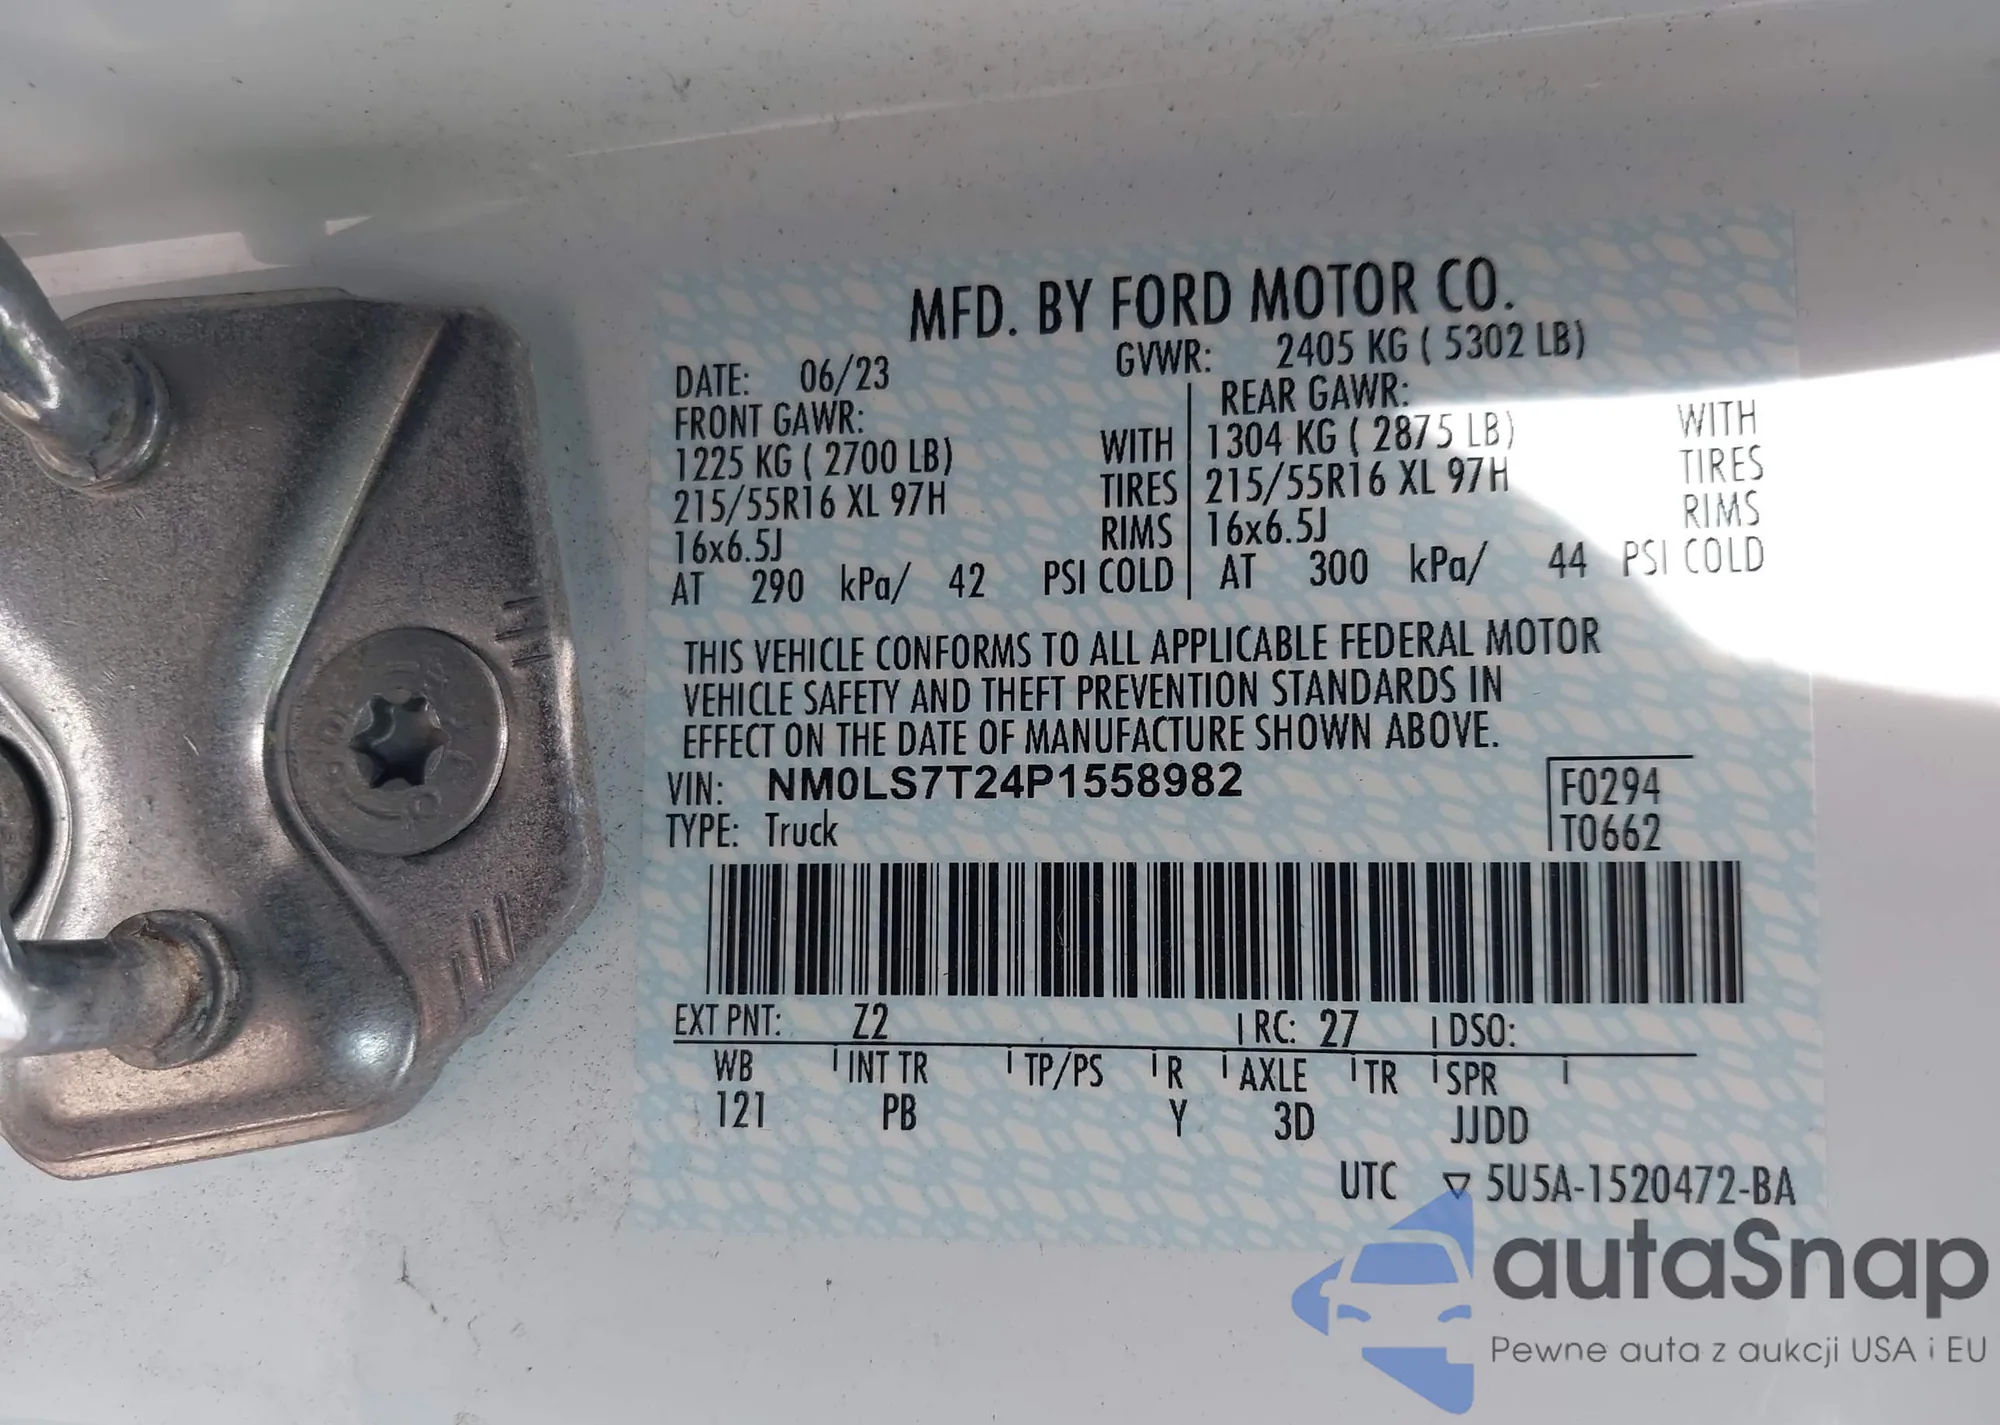 MFD. BY FORD MOTOR CO.
DATE: 06/23 GVWR: 2405 KG ( 5302 LB)
FRONT GAWR: REAR GAWR:
1225 KG ( 2700 LB) WITH 1304 KG ( 2875 LB) WITH
215/55R16 XL 97H TIRES 215/55R16 XL 97H TIRES
16x6.5J RIMS 16x6.5J RIMS
AT 290 kPa/ 42 PSI COLD AT 300 kPa/ 44 PSI COLD
THIS VEHICLE CONFORMS TO ALL APPLICABLE FEDERAL MOTOR
VEHICLE SAFETY AND THEFT PREVENTION STANDARDS IN
EFFECT ON THE DATE OF MANUFACTURE SHOWN ABOVE.
VIN: NM0LS7T24P1558982 F0294
TYPE: Truck T0662
EXT PNT: Z2 RC: 27 DSO:
WB INT TR TP/PS R AXLE TR SPR
121 PB Y 3D JJDD
UTC ▽ 5U5A-1520472-BA
autaSnap
Pewne auta z aukcji USA i EU